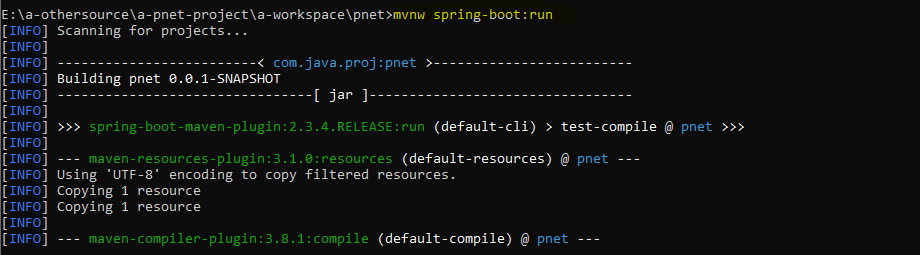 E:\a-othersource\a-pnet-project\a-workspace\pnet>mvnw spring-boot:run
[INFO] Scanning for projects...
[INFO]
[INFO] -------------------------< com.java.proj:pnet >-------------------------
[INFO] Building pnet 0.0.1-SNAPSHOT
[INFO] --------------------------------[ jar ]---------------------------------
[INFO]
[INFO] >>> spring-boot-maven-plugin:2.3.4.RELEASE:run (default-cli) > test-compile @ pnet >>>
[INFO]
[INFO] --- maven-resources-plugin:3.1.0:resources (default-resources) @ pnet ---
[INFO] Using 'UTF-8' encoding to copy filtered resources.
[INFO] Copying 1 resource
[INFO] Copying 1 resource
[INFO]
[INFO] --- maven-compiler-plugin:3.8.1:compile (default-compile) @ pnet ---